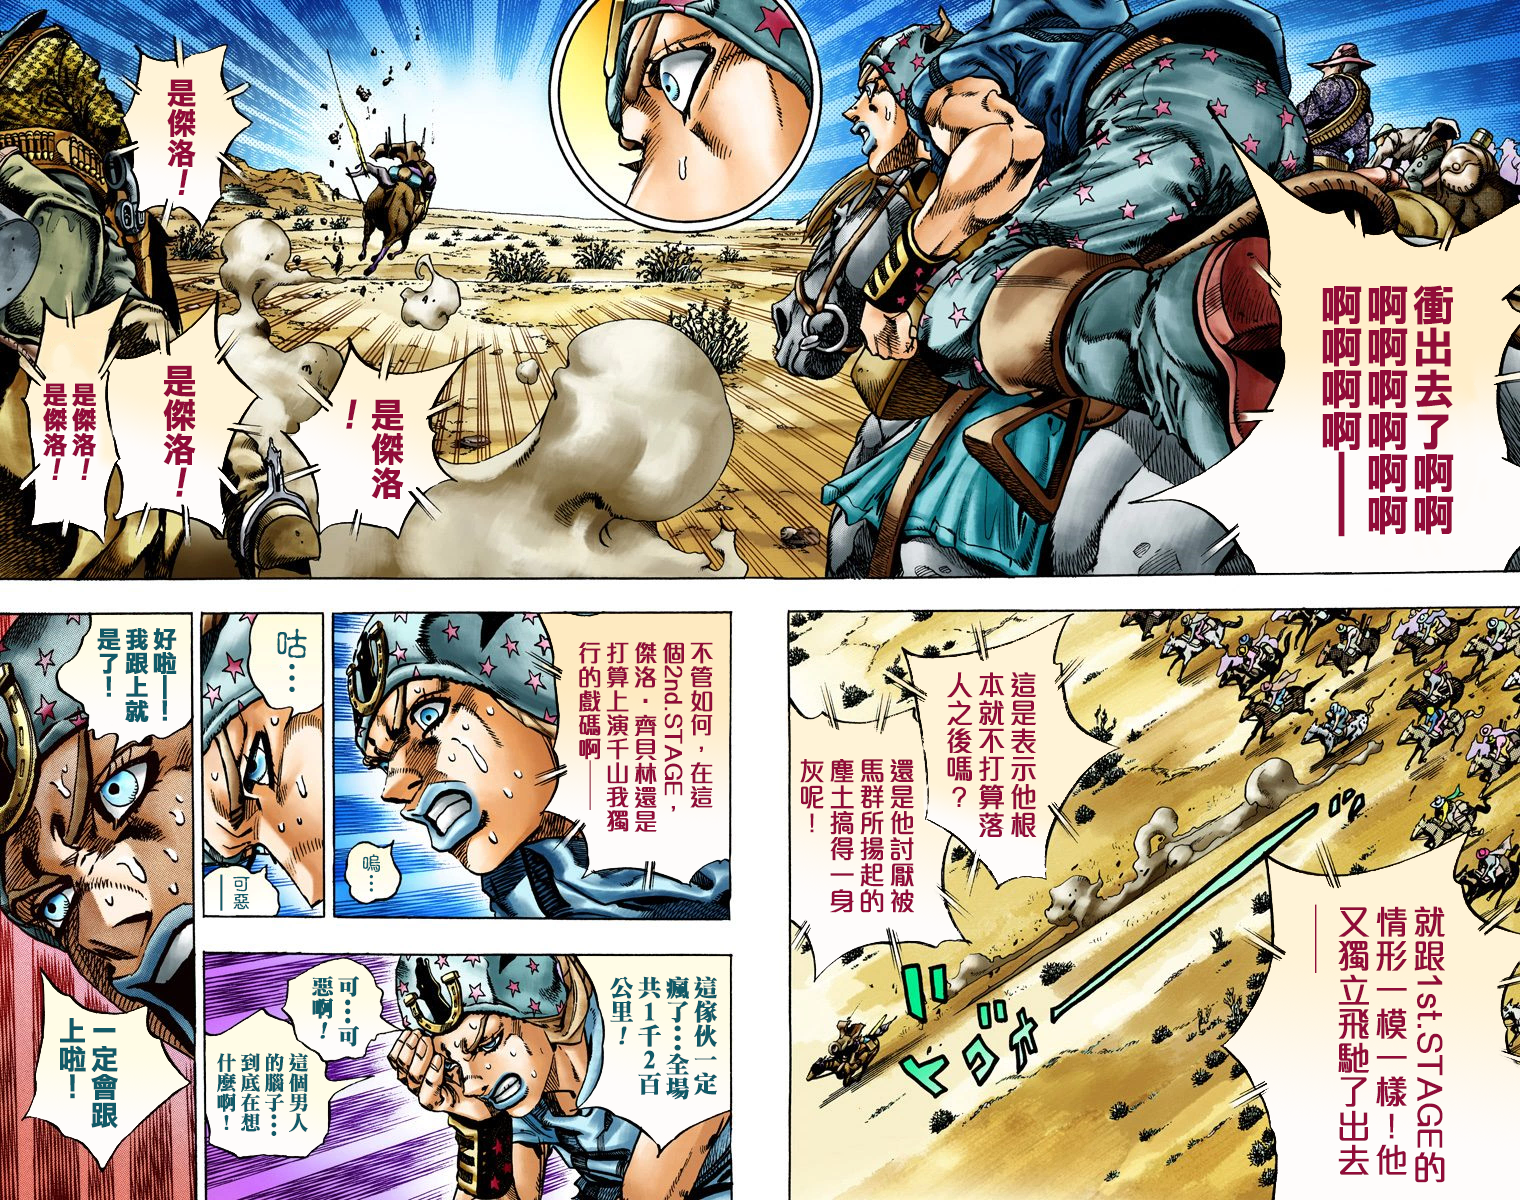 衝出去了啊啊
啊啊啊啊啊啊
啊啊啊啊——
是傑洛
！
是傑洛！
是傑洛！
是傑洛！
是傑洛！
就跟1st.STAGE的
情形一模一樣！他
又獨立飛馳了出去
——
這是表示他根
本就不打算落
人之後嗎？
還是他討厭被
馬群所揚起的
塵土搞得一身
灰呢！
ドドドォォ
不管如何，在這
個2nd.STAGE，
傑洛．齊貝林還是
打算上演千山我獨
行的戲碼啊——
嗚…
咕…
可惡
——
好啦——！
我跟上就
是了！
這傢伙一定
瘋了…全場
共1千2百
公里！
可…可
惡啊！
這個男人
的腦子…
到底在想
什麼啊！
一定會跟
上啦！